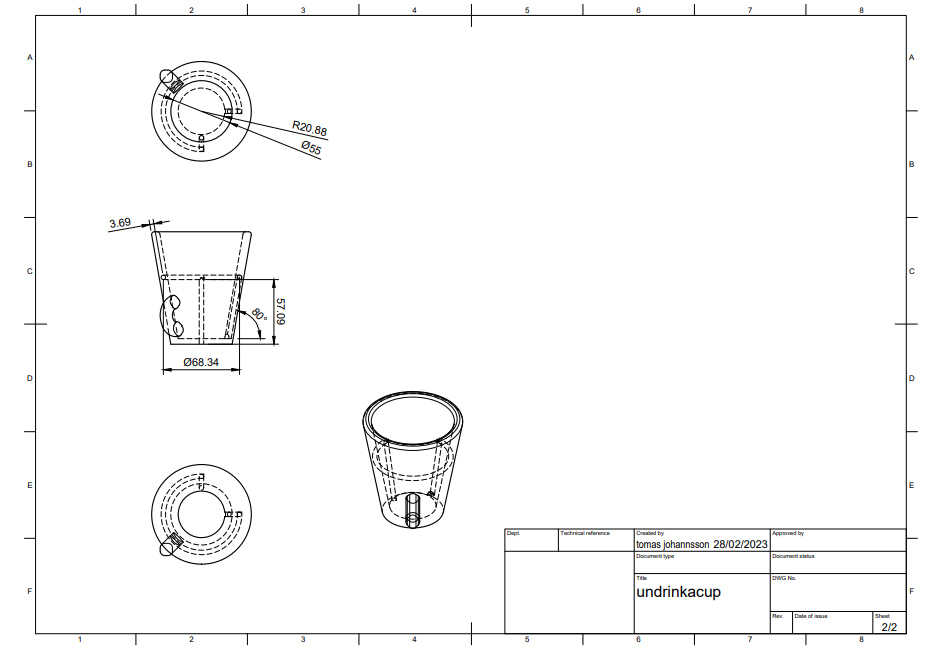 1 2 3 4 5 6 7 8
A A
R20.88
Ø55
B B
3.69
C C
57.09
80°
Ø68.34
D D
E E
Dept. Technical reference Created by Approved by
tomas johannsson 28/02/2023
Document type Document status
Title DWG No.
undrinkacup
F F
Rev. Date of issue Sheet
2/2
1 2 3 4 5 6 7 8